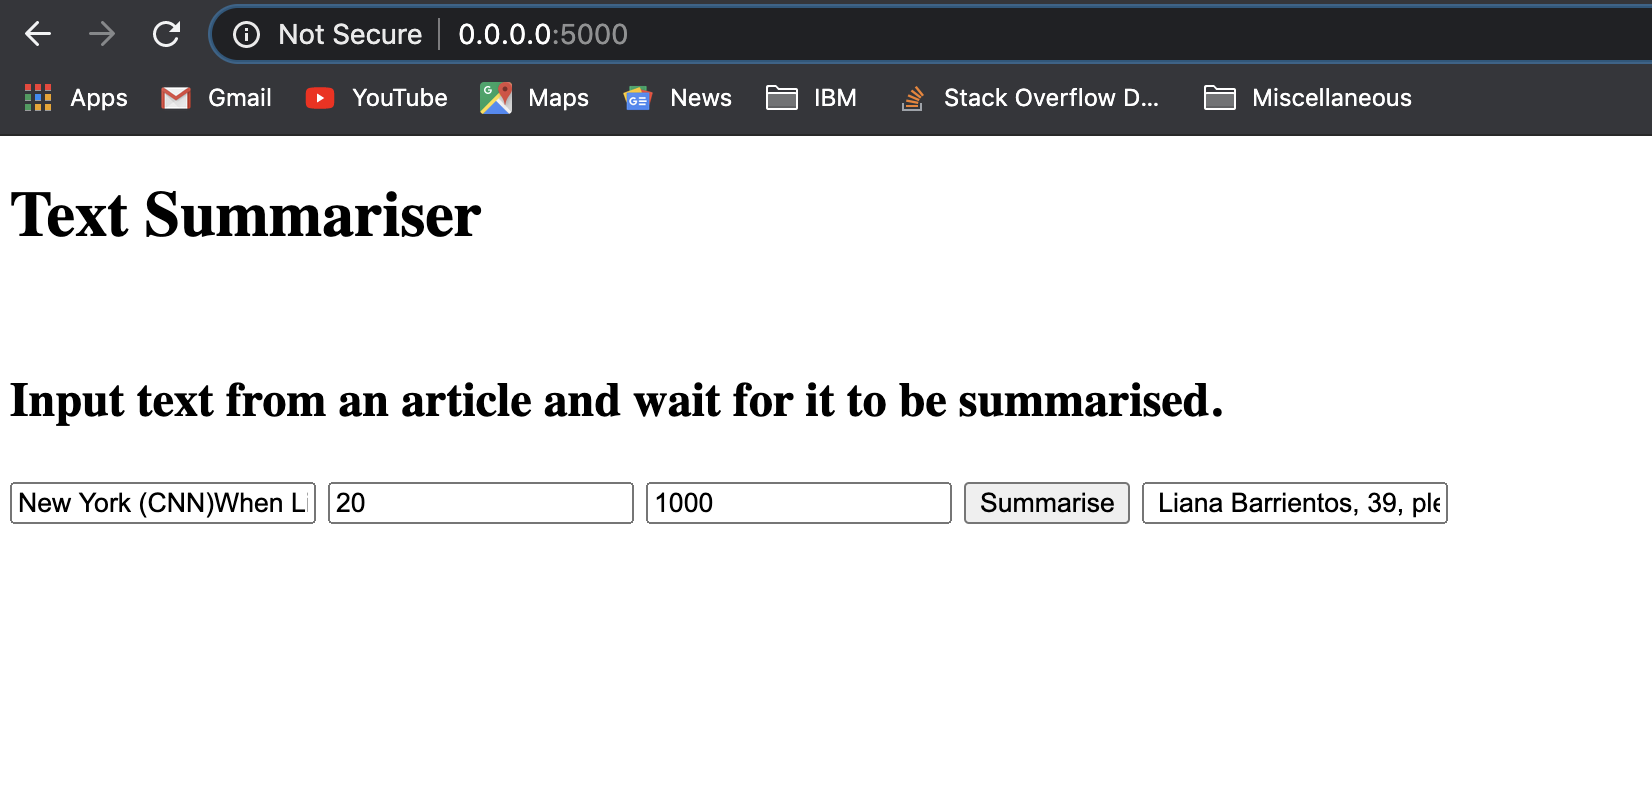 Not Secure | 0.0.0.0:5000
Apps Gmail YouTube Maps News IBM Stack Overflow D... Miscellaneous
Text Summariser
Input text from an article and wait for it to be summarised.
New York (CNN)When Li 20 1000 Summarise Liana Barrientos, 39, ple